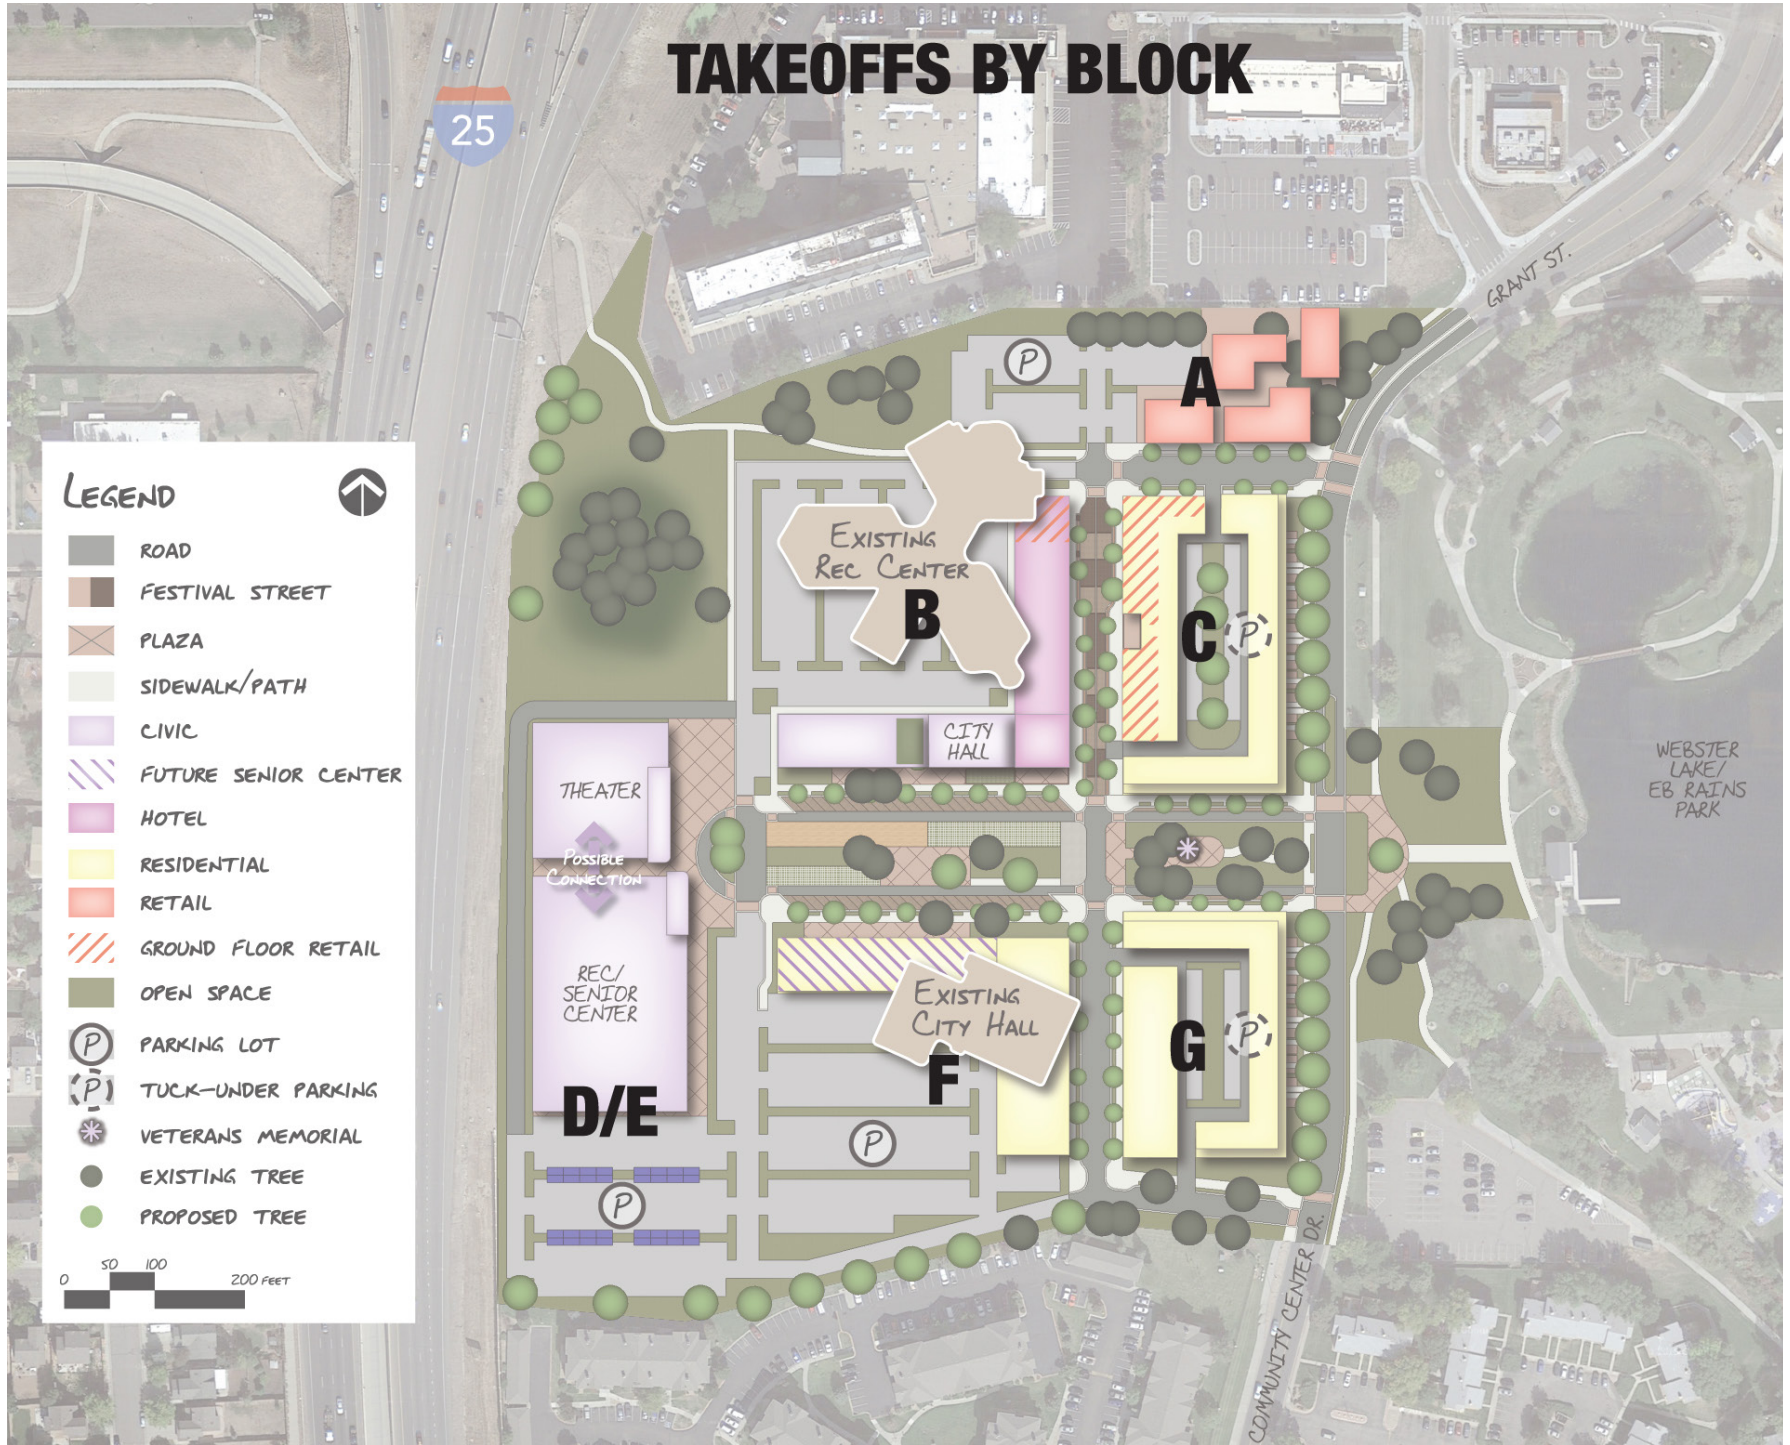 TAKEOFFS BY BLOCK
25
GRANT ST.
P
A
LEGEND
ROAD
FESTIVAL STREET
PLAZA
SIDEWALK/PATH
CIVIC
FUTURE SENIOR CENTER
HOTEL
RESIDENTIAL
RETAIL
GROUND FLOOR RETAIL
OPEN SPACE
P
PARKING LOT
P
TUCK-UNDER PARKING
VETERANS MEMORIAL
EXISTING TREE
PROPOSED TREE
0
50
100
200 FEET
EXISTING
REC CENTER
B
C
P
CITY
HALL
THEATER
POSSIBLE
CONNECTION
REC/
SENIOR
CENTER
D/E
P
EXISTING
CITY HALL
F
P
G
P
WEBSTER
LAKE/
EB RAINS
PARK
COMMUNITY CENTER DR.